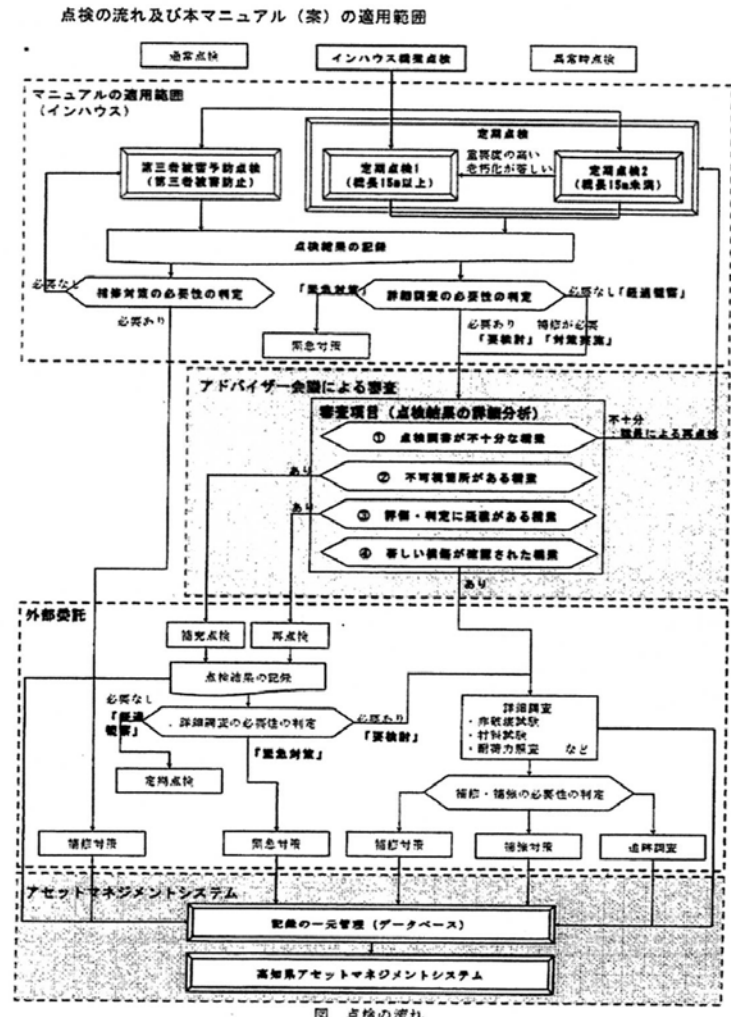 点検の流れ及び本マニュアル（案）の適用範囲
通常点検
インハウス橋梁点検
異常時点検
マニュアルの適用範囲
（インハウス）
定期点検
第三者被害予防点検
（第三者被害防止）
定期点検1
（橋長15m以上）
重要度の高い
老朽化が著しい
定期点検2
（橋長15m未満）
点検結果の記録
必要なし
補修対策の必要性の判定
「緊急対策」
詳細調査の必要性の判定
必要なし「経過観察」
必要あり
緊急対策
必要あり
「要検討」
補修が必要
「対策実施」
アドバイザー会議による審査
審査項目（点検結果の詳細分析）
① 点検調書が不十分な橋梁
不十分
職員による再点検
あり
② 不可視箇所がある橋梁
あり
③ 評価・判定に疑義がある橋梁
④ 著しい損傷が確認された橋梁
あり
外部委託
補完点検
再点検
点検結果の記録
必要なし
「経過観察」
詳細調査の必要性の判定
必要あり
「要検討」
「緊急対策」
定期点検
詳細調査
・非破壊試験
・材料試験
・耐荷力照査 など
補修・補強の必要性の判定
補修対策
緊急対策
補修対策
補強対策
追跡調査
アセットマネジメントシステム
記録の一元管理（データベース）
高知県アセットマネジメントシステム
図 点検の流れ